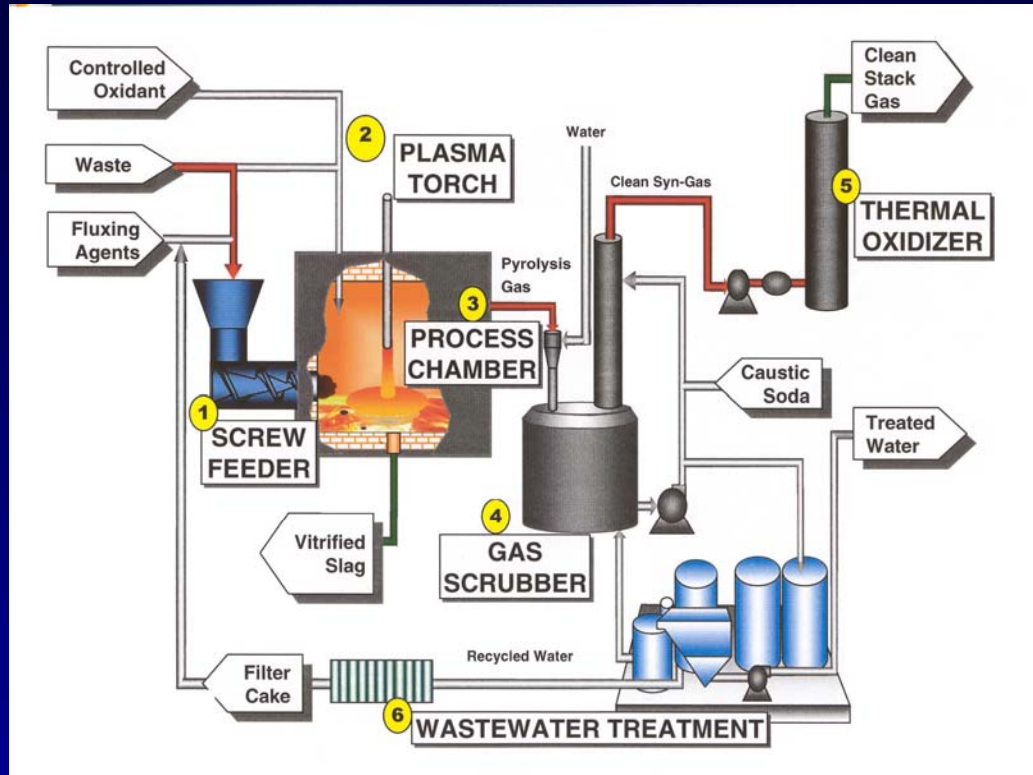 Controlled
Oxidant
Clean
Stack
Gas
2
PLASMA
TORCH
Water
Waste
Clean Syn-Gas
5
THERMAL
OXIDIZER
Fluxing
Agents
Pyrolysis
Gas
3
PROCESS
CHAMBER
Caustic
Soda
1
SCREW
FEEDER
Treated
Water
4
GAS
SCRUBBER
Vitrified
Slag
Recycled Water
Filter
Cake
6
WASTEWATER TREATMENT